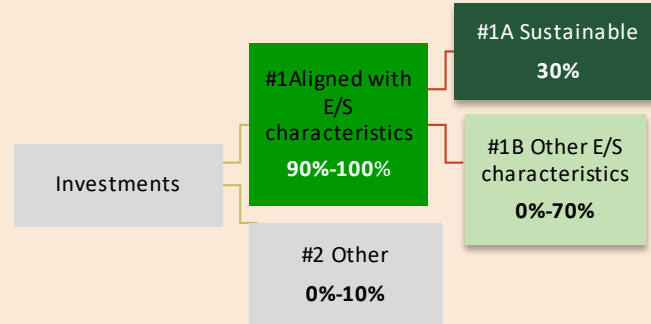 #1A Sustainable
30%
#1Aligned with
E/S
characteristics
90%-100%
#1B Other E/S
characteristics
0%-70%
Investments
#2 Other
0%-10%